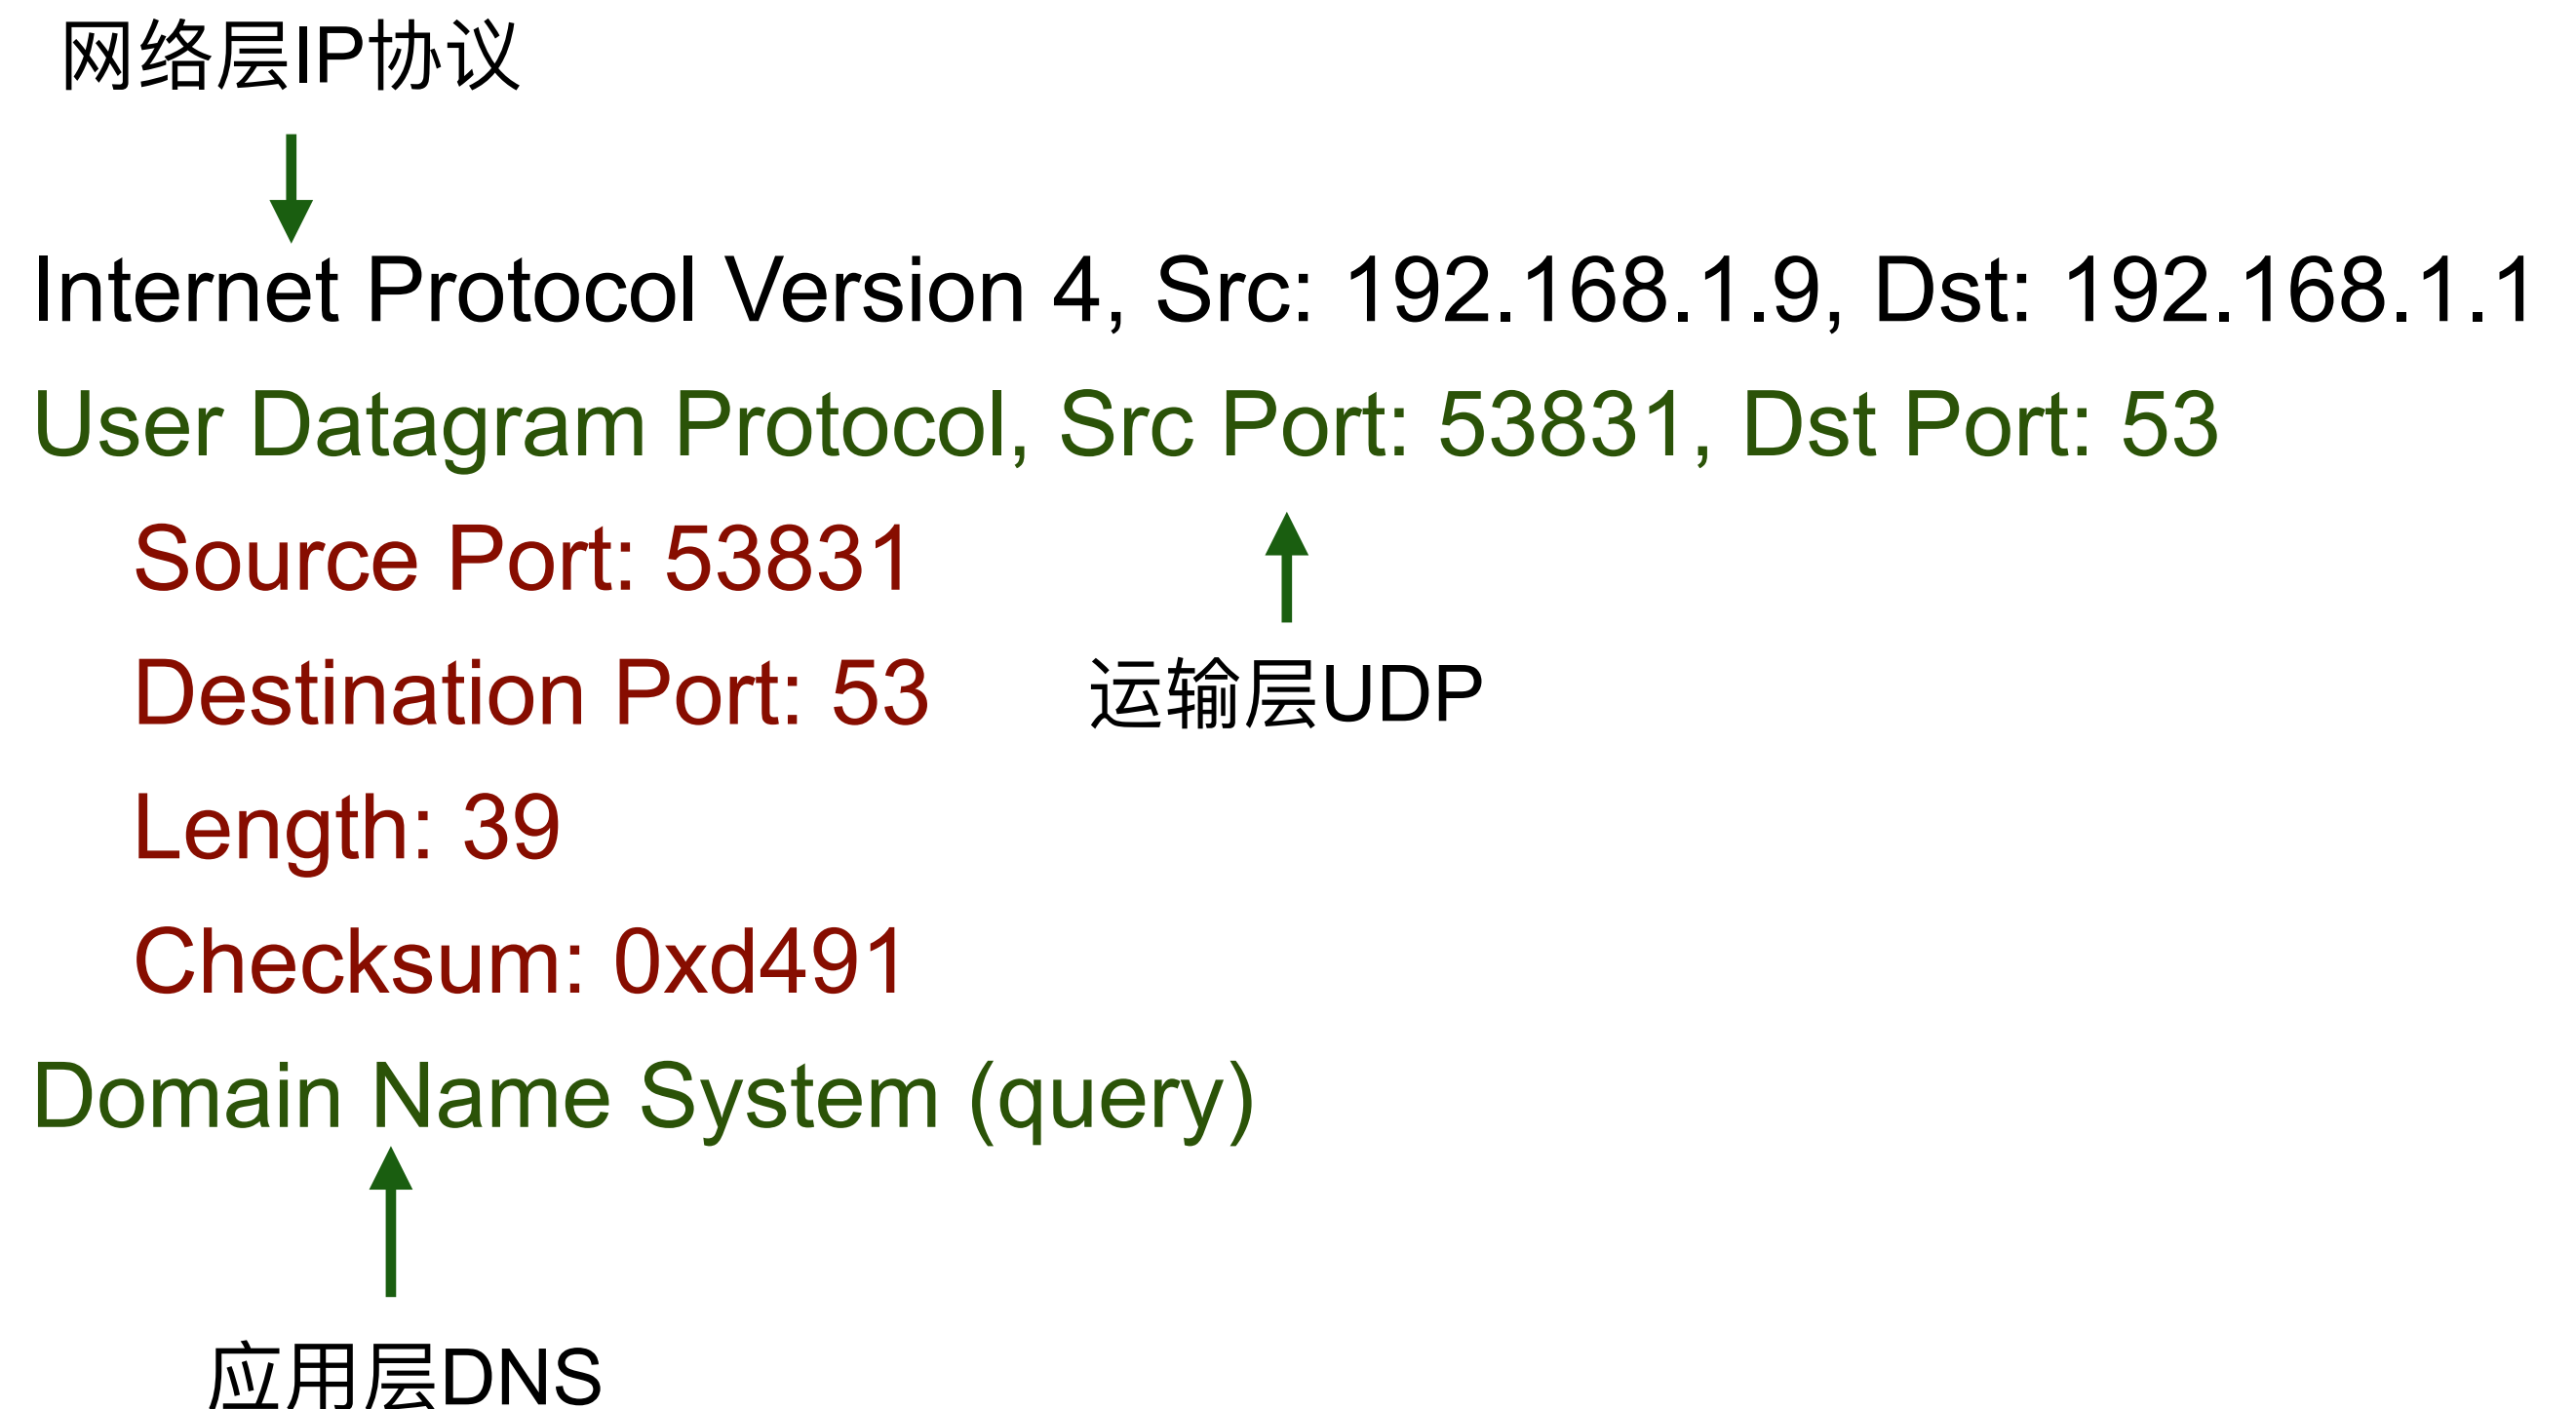 网络层IP协议
Internet Protocol Version 4, Src: 192.168.1.9, Dst: 192.168.1.1
User Datagram Protocol, Src Port: 53831, Dst Port: 53
Source Port: 53831
Destination Port: 53
运输层UDP
Length: 39
Checksum: 0xd491
Domain Name System (query)
应用层DNS